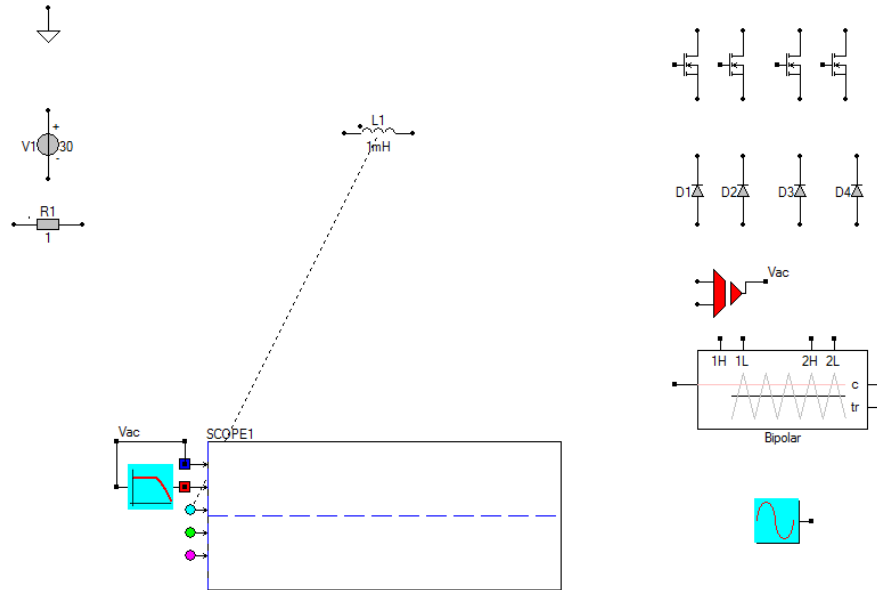 L1
1mH
+
V1
30
-
R1
1
D1
D2
D3
D4
Vac
1H 1L 2H 2L
c
tr
Bipolar
Vac
SCOPE1